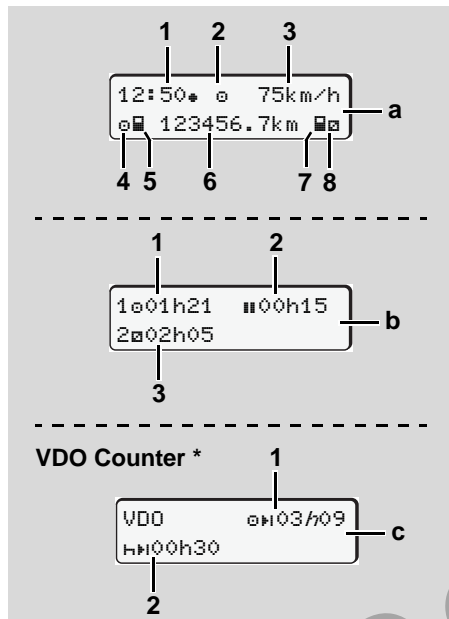 1 2 3
12:50● ⊙ 75km/h
a
⊙ 123456.7km
4 5 6 7 8
1 2
1⊙01h21 00h15
b
2⧄02h05
3
VDO Counter * 1
VDO ⊙03h09
c
00h30
2